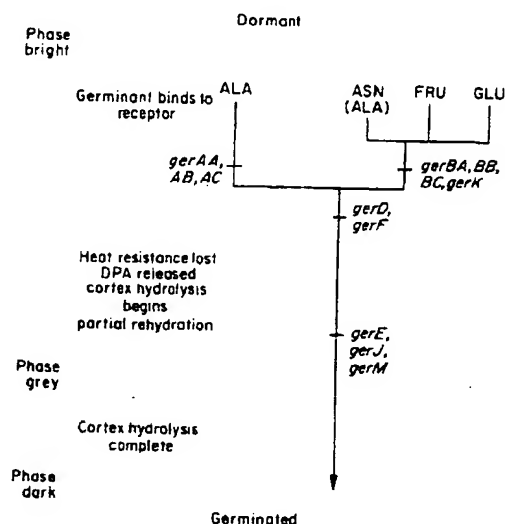 Dormant
Phase
bright
Germinant binds to
receptor
ALA
ASN
(ALA)
FRU
GLU
gerAA,
AB, AC
gerBA, BB,
BC, gerK
gerD,
gerF
Heat resistance lost
DPA released
cortex hydrolysis
begins
partial rehydration
gerE,
gerJ,
gerM
Phase
grey
Cortex hydrolysis
complete
Phase
dark
Germinated